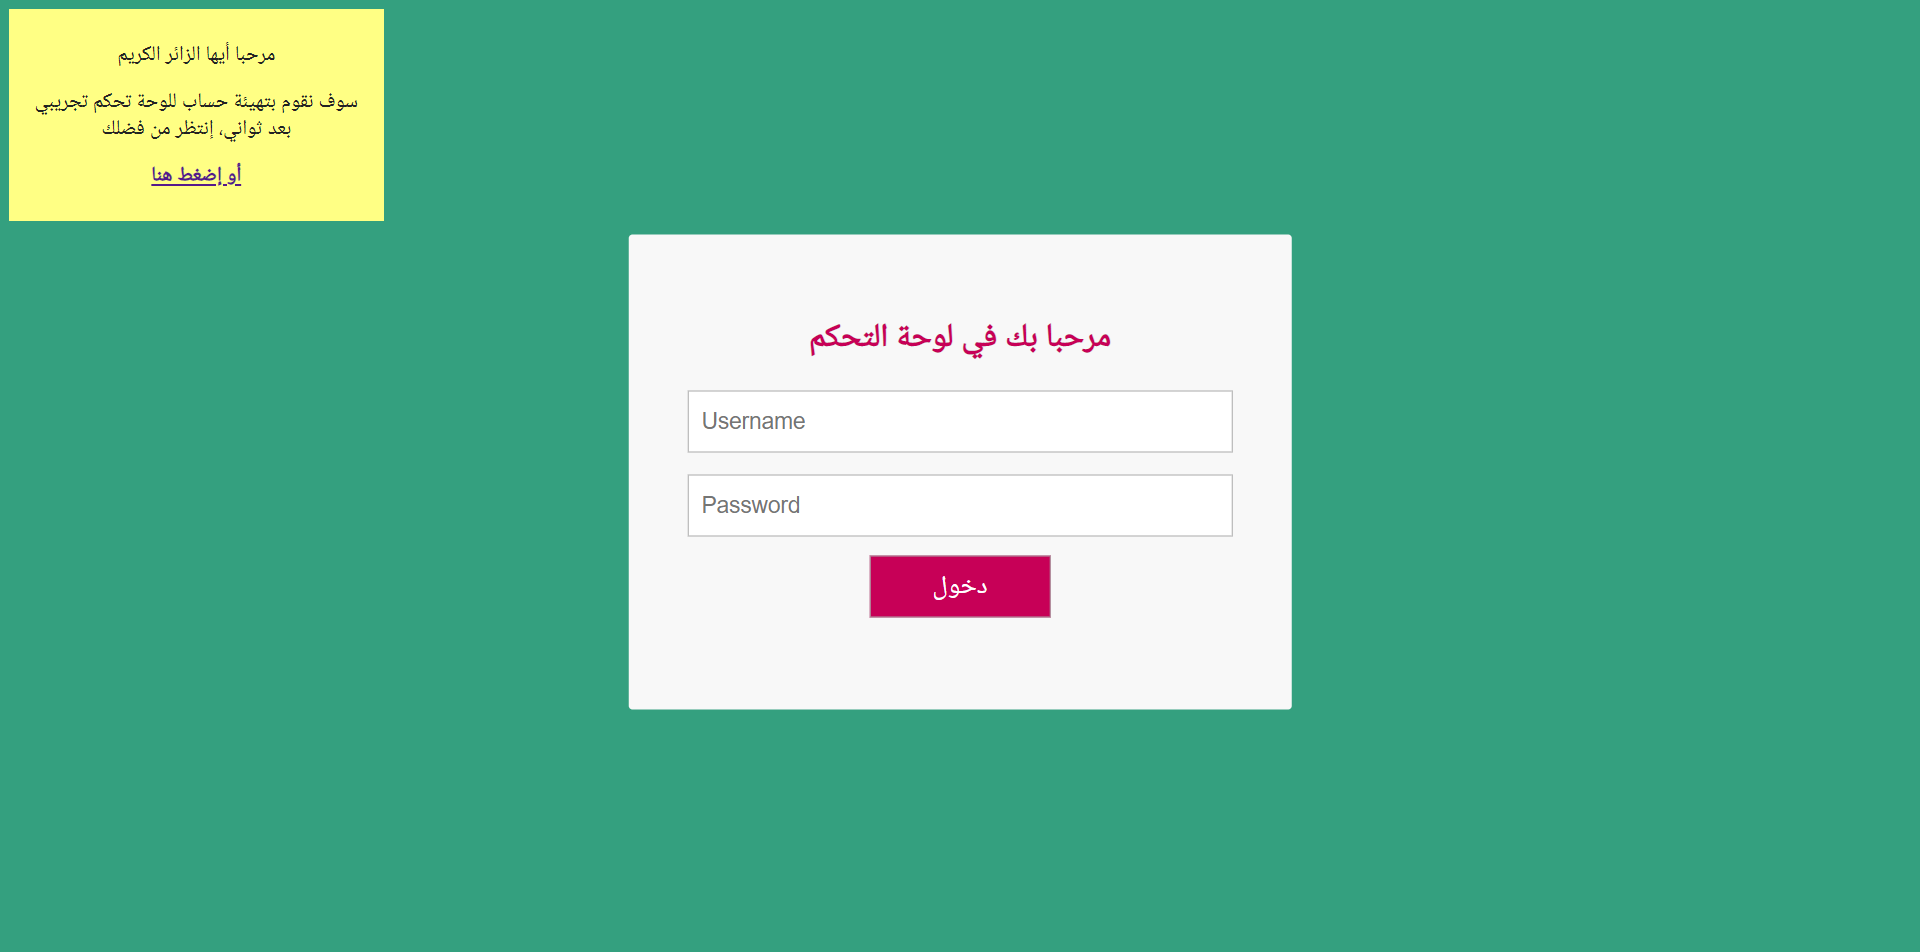 مرحبا أيها الزائر الكريم
سوف نقوم بتهيئة حساب للوحة تحكم تجريبي
بعد ثواني، إنتظر من فضلك
أو إضغط هنا
مرحبا بك في لوحة التحكم
Username
Password
دخول